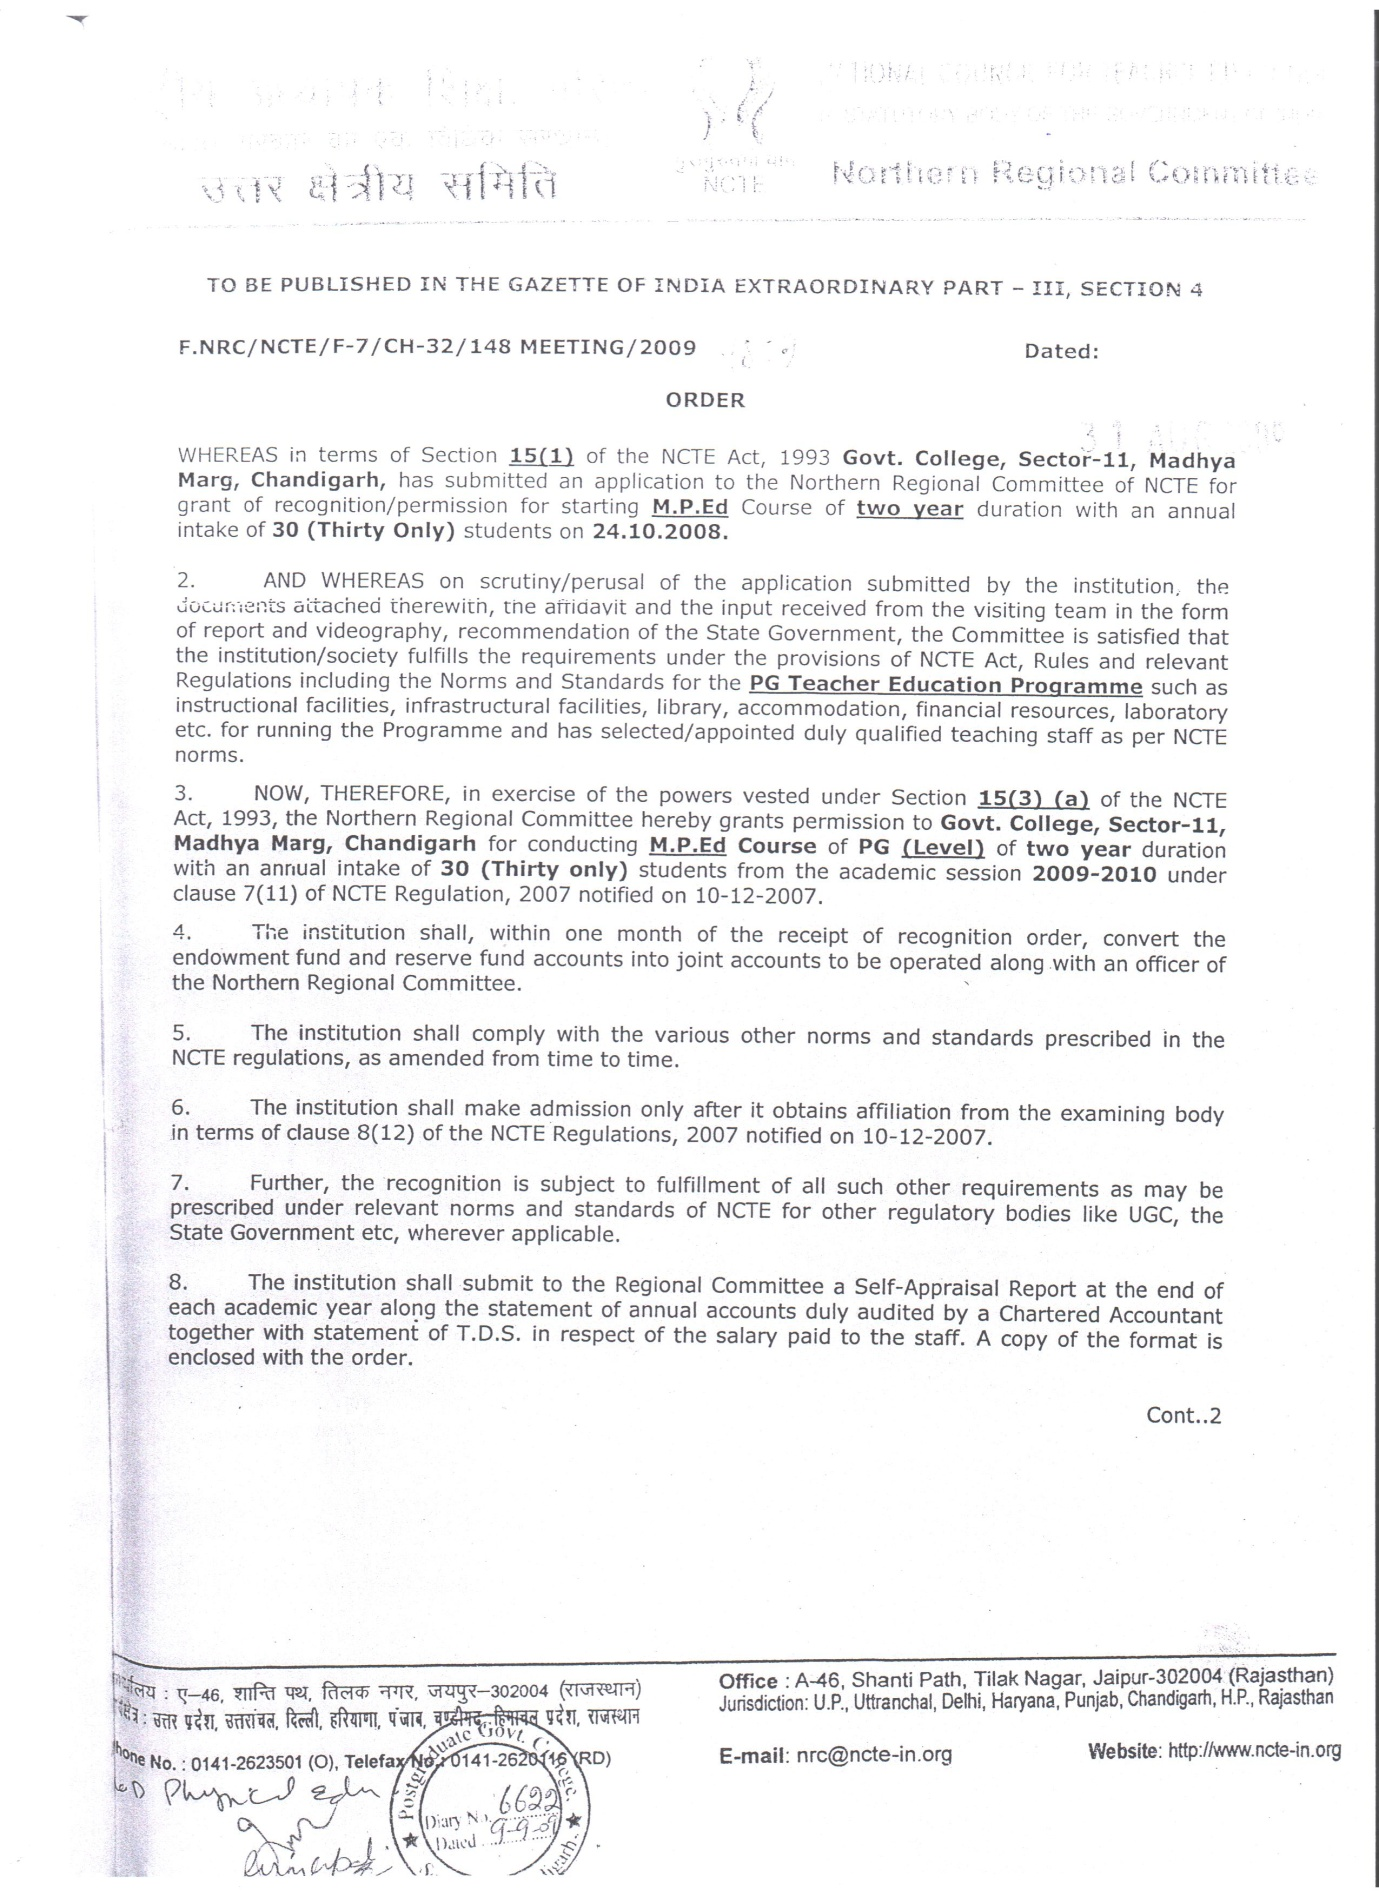 उत्तर क्षेत्रीय समिति
NCTE
Northern Regional Committee
TO BE PUBLISHED IN THE GAZETTE OF INDIA EXTRAORDINARY PART – III, SECTION 4
F.NRC/NCTE/F-7/CH-32/148 MEETING/2009
Dated:
ORDER
31 AUG
WHEREAS in terms of Section 15(1) of the NCTE Act, 1993 Govt. College, Sector-11, Madhya
Marg, Chandigarh, has submitted an application to the Northern Regional Committee of NCTE for
grant of recognition/permission for starting M.P.Ed Course of two year duration with an annual
intake of 30 (Thirty Only) students on 24.10.2008.
2. AND WHEREAS on scrutiny/perusal of the application submitted by the institution, the
documents attached therewith, the affidavit and the input received from the visiting team in the form
of report and videography, recommendation of the State Government, the Committee is satisfied that
the institution/society fulfills the requirements under the provisions of NCTE Act, Rules and relevant
Regulations including the Norms and Standards for the PG Teacher Education Programme such as
instructional facilities, infrastructural facilities, library, accommodation, financial resources, laboratory
etc. for running the Programme and has selected/appointed duly qualified teaching staff as per NCTE
norms.
3. NOW, THEREFORE, in exercise of the powers vested under Section 15(3) (a) of the NCTE
Act, 1993, the Northern Regional Committee hereby grants permission to Govt. College, Sector-11,
Madhya Marg, Chandigarh for conducting M.P.Ed Course of PG (Level) of two year duration
with an annual intake of 30 (Thirty only) students from the academic session 2009-2010 under
clause 7(11) of NCTE Regulation, 2007 notified on 10-12-2007.
4. The institution shall, within one month of the receipt of recognition order, convert the
endowment fund and reserve fund accounts into joint accounts to be operated along with an officer of
the Northern Regional Committee.
5. The institution shall comply with the various other norms and standards prescribed in the
NCTE regulations, as amended from time to time.
6. The institution shall make admission only after it obtains affiliation from the examining body
in terms of clause 8(12) of the NCTE Regulations, 2007 notified on 10-12-2007.
7. Further, the recognition is subject to fulfillment of all such other requirements as may be
prescribed under relevant norms and standards of NCTE for other regulatory bodies like UGC, the
State Government etc, wherever applicable.
8. The institution shall submit to the Regional Committee a Self-Appraisal Report at the end of
each academic year along the statement of annual accounts duly audited by a Chartered Accountant
together with statement of T.D.S. in respect of the salary paid to the staff. A copy of the format is
enclosed with the order.
Cont..2
: ए–46, शान्ति पथ, तिलक नगर, जयपुर–302004 (राजस्थान)
: उत्तर प्रदेश, उत्तरांचल, दिल्ली, हरियाणा, पंजाब, चण्डीगढ़, हिमाचल प्रदेश, राजस्थान
Phone No. : 0141-2623501 (O), Telefax No.: 0141-2620116 (RD)
Office : A-46, Shanti Path, Tilak Nagar, Jaipur-302004 (Rajasthan)
Jurisdiction: U.P., Uttranchal, Delhi, Haryana, Punjab, Chandigarh, H.P., Rajasthan
E-mail: nrc@ncte-in.org
Website: http://www.ncte-in.org
Physical Edu
Postgraduate Govt. College,
Diary No. 6622
Dated 9-9-09